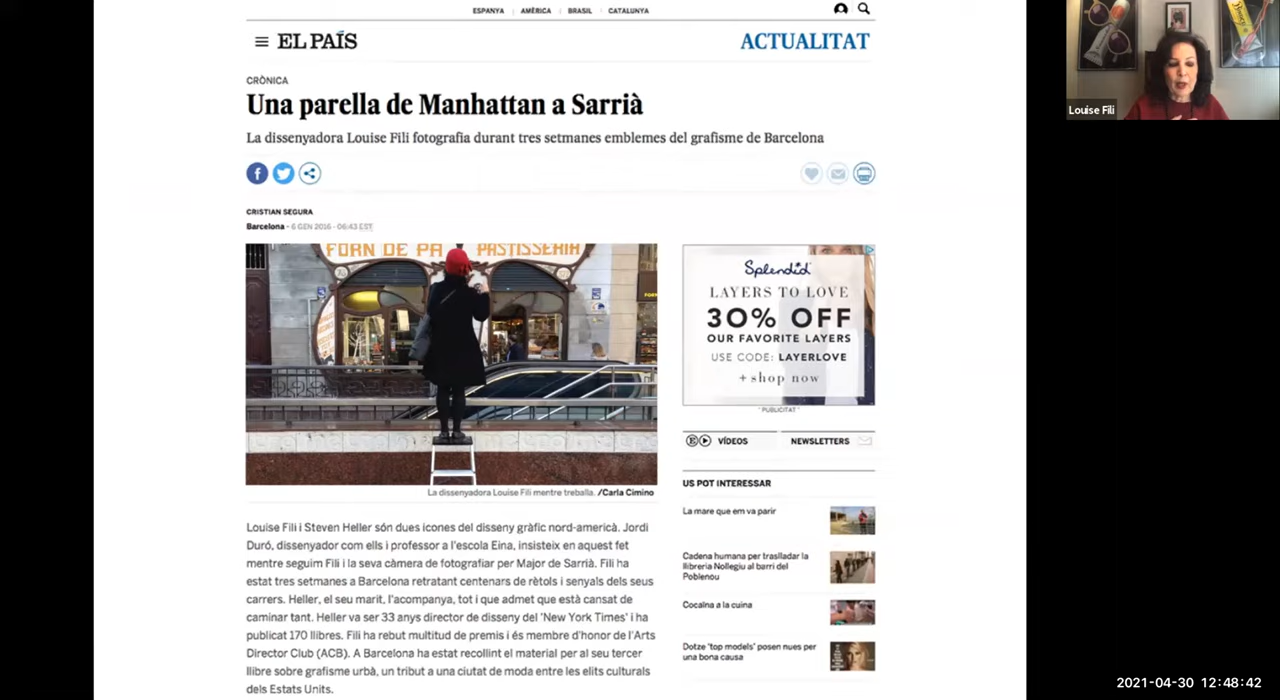 ESPANYA | AMÈRICA | BRASIL | CATALUNYA
EL PAÍS
ACTUALITAT
CRÒNICA
Una parella de Manhattan a Sarrià
La dissenyadora Louise Fili fotografia durant tres setmanes emblemes del grafisme de Barcelona
CRISTIAN SEGURA
Barcelona - 6 GEN 2016 - 06:43 EST
FORN DE PA PASTISSERIA
La dissenyadora Louise Fili mentre treballa. /Carla Cimino
Louise Fili i Steven Heller són dues icones del disseny gràfic nord-americà. Jordi
Duró, dissenyador com ells i professor a l'escola Eina, insisteix en aquest fet
mentre seguim Fili i la seva càmera de fotografiar per Major de Sarrià. Fili ha
estat tres setmanes a Barcelona retratant centenars de rètols i senyals dels seus
carrers. Heller, el seu marit, l'acompanya, tot i que admet que està cansat de
caminar tant. Heller va ser 33 anys director de disseny del 'New York Times' i ha
publicat 170 llibres. Fili ha rebut multitud de premis i és membre d'honor de l'Arts
Director Club (ACB). A Barcelona ha estat recollint el material per al seu tercer
llibre sobre grafisme urbà, un tribut a una ciutat de moda entre les elits culturals
dels Estats Units.
Splendid
LAYERS TO LOVE
30% OFF
OUR FAVORITE LAYERS
USE CODE: LAYERLOVE
+ shop now
" PUBLICITAT "
VÍDEOS
NEWSLETTERS
US POT INTERESSAR
La mare que em va parir
Cadena humana per traslladar la
llibreria Nollegiu al barri del
Poblenou
Cocaïna a la cuina
Dotze 'top models' posen nues per
una bona causa
Louise Fili
2021-04-30 12:48:42